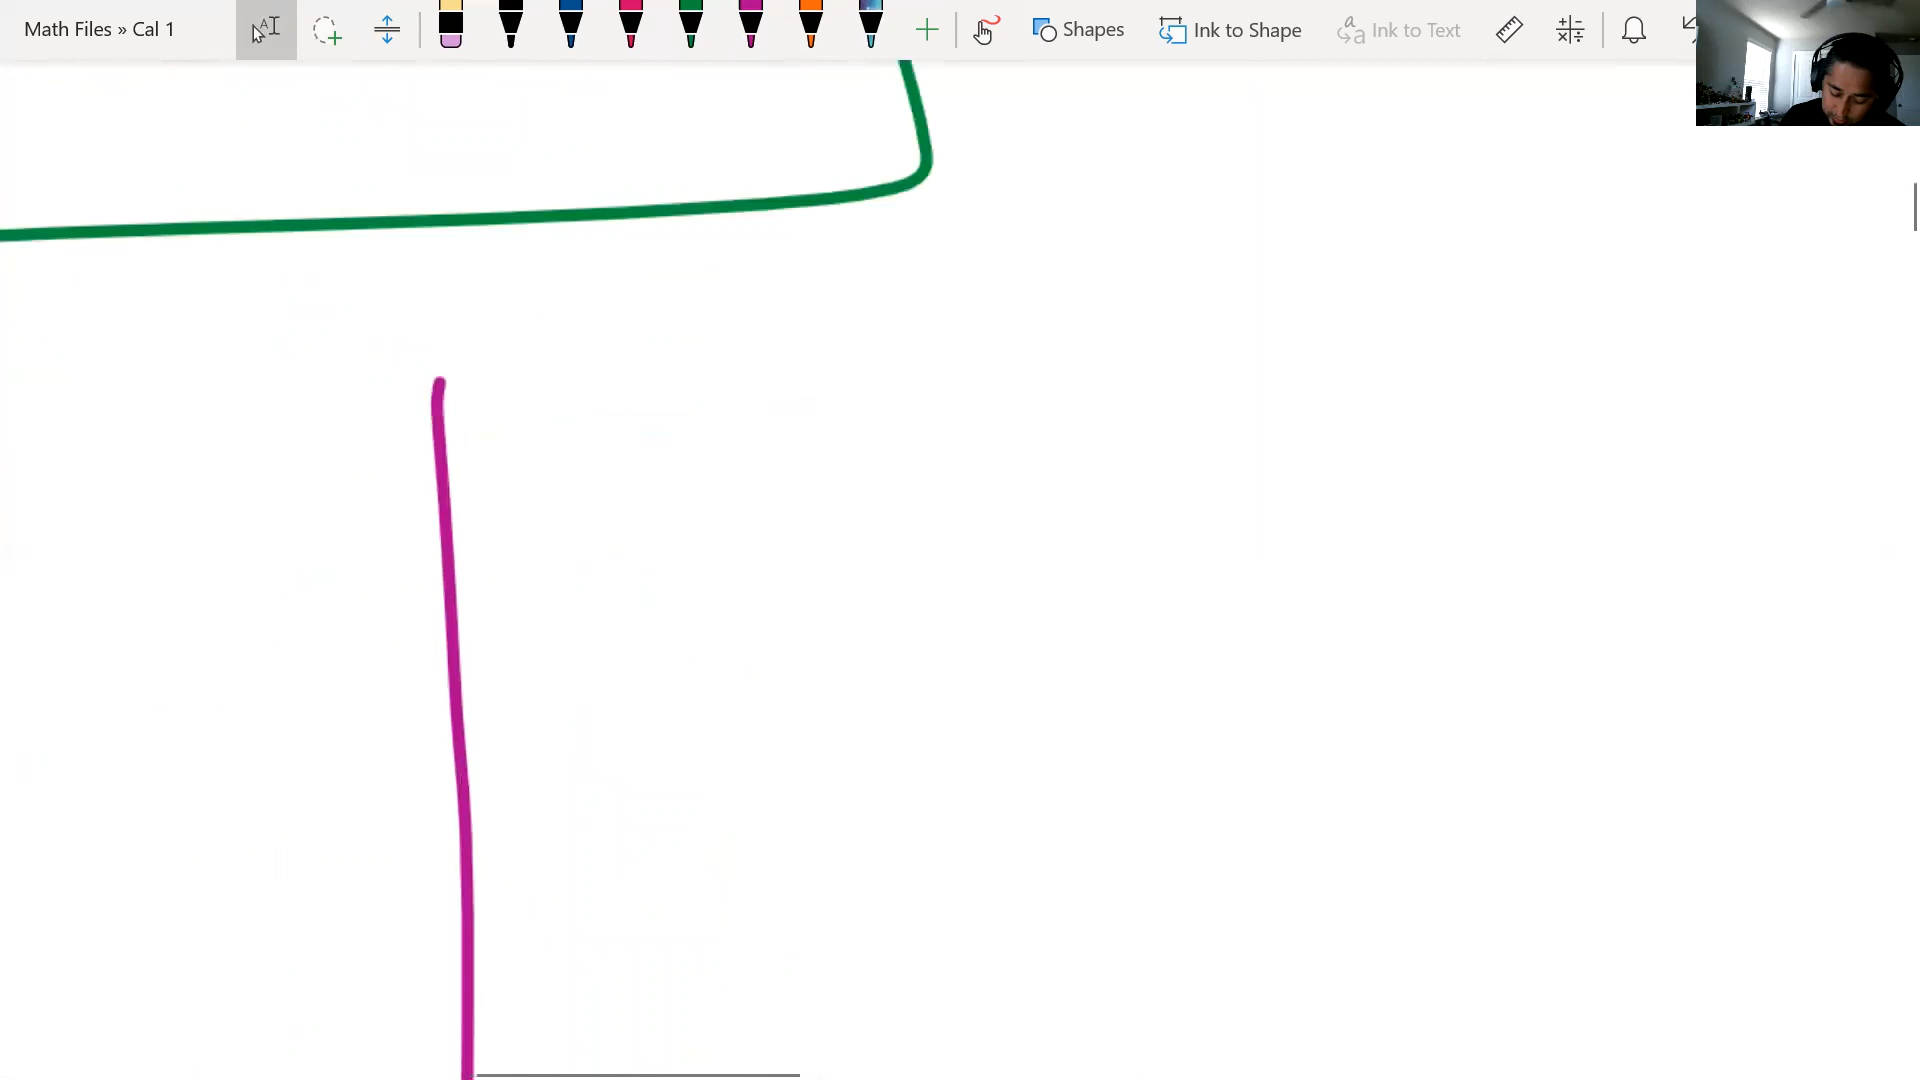 Math Files » Cal 1
Shapes
Ink to Shape
Ink to Text